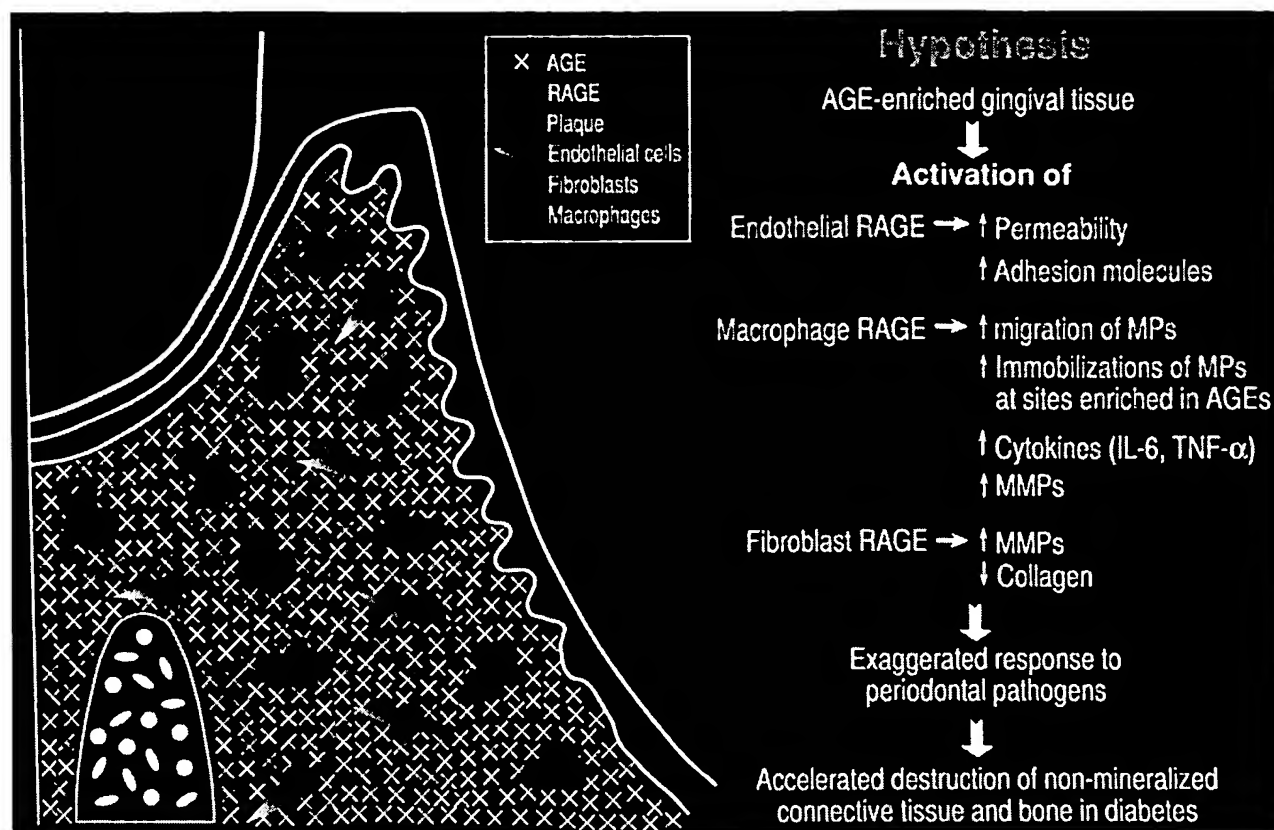 AGE
RAGE
Plaque
Endothelial cells
Fibroblasts
Macrophages
Hypothesis
AGE-enriched gingival tissue
Activation of
Endothelial RAGE → ↑ Permeability
↑ Adhesion molecules
Macrophage RAGE → ↑ migration of MPs
↑ Immobilizations of MPs
at sites enriched in AGEs
↑ Cytokines (IL-6, TNF-α)
↑ MMPs
Fibroblast RAGE → ↑ MMPs
↓ Collagen
Exaggerated response to
periodontal pathogens
Accelerated destruction of non-mineralized
connective tissue and bone in diabetes